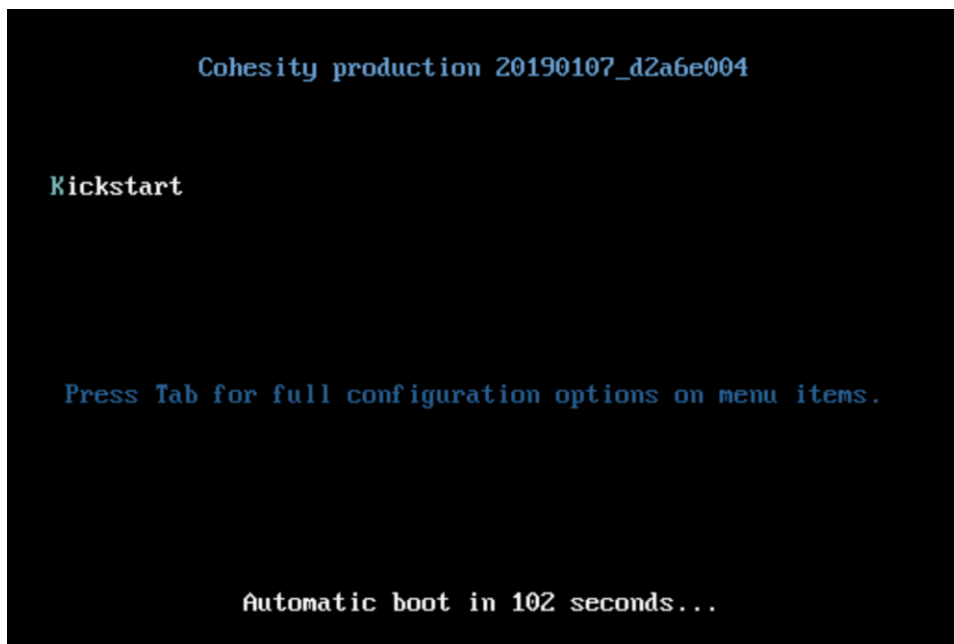 Cohesity production 20190107_d2a6e004
Kickstart
Press Tab for full configuration options on menu items.
Automatic boot in 102 seconds...